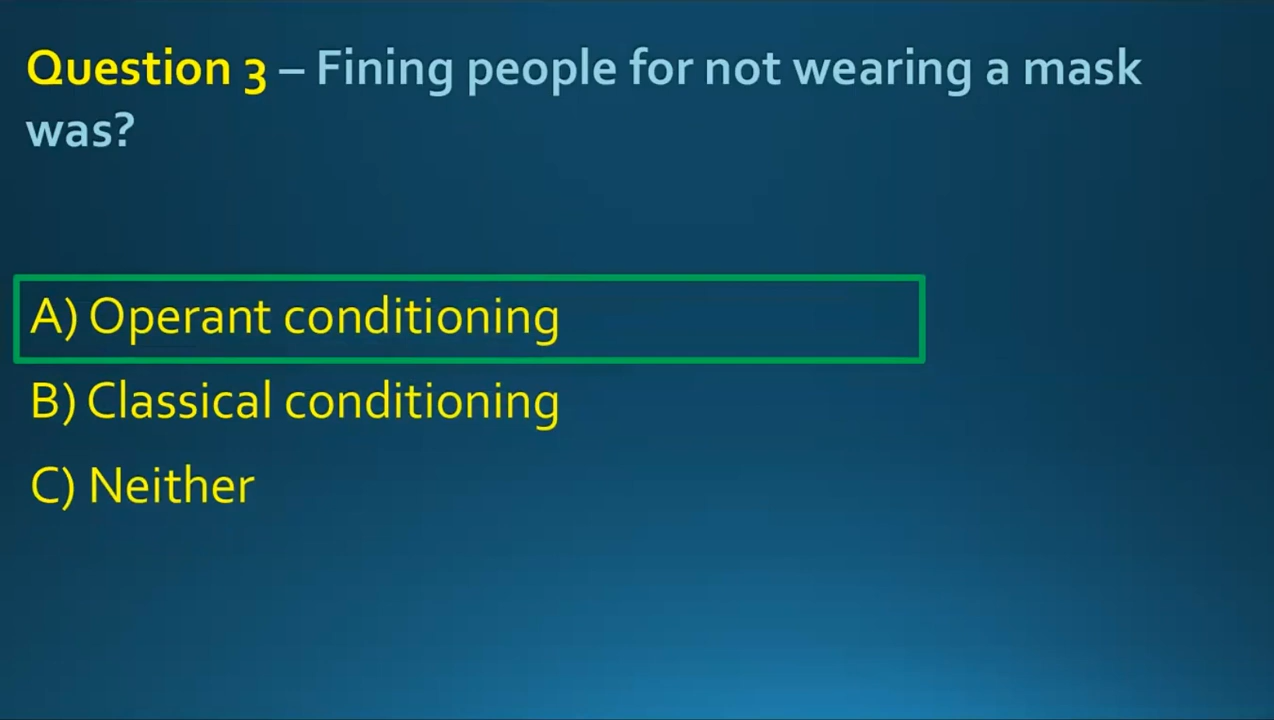 Question 3 – Fining people for not wearing a mask
was?
A) Operant conditioning
B) Classical conditioning
C) Neither